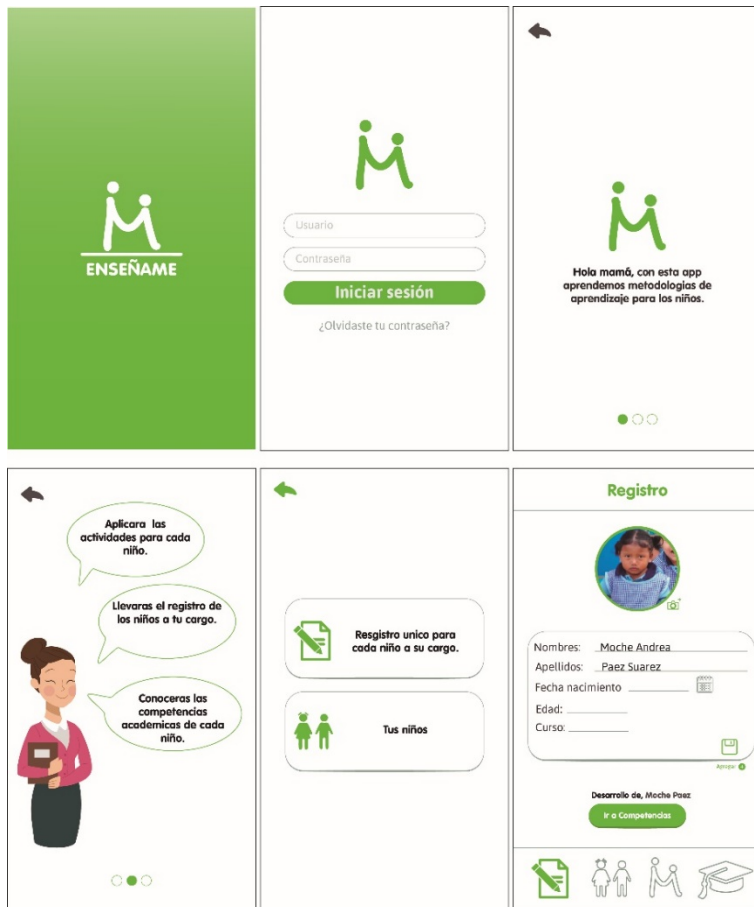 ENSEÑAME
Usuario
Contraseña
Iniciar sesión
¿Olvidaste tu contraseña?
Hola mamá, con esta app
aprendemos metodologias de
aprendizaje para los niños.
Aplicara las
actividades para cada
niño.
Llevaras el registro de
los niños a tu cargo.
Conoceras las
competencias
academicas de cada
niño.
Resgistro unico para
cada niño a su cargo.
Tus niños
Registro
Nombres: Moche Andrea
Apellidos: Paez Suarez
Fecha nacimiento
Edad:
Curso:
Desarrollo de, Moche Paez
Ir a Competencias